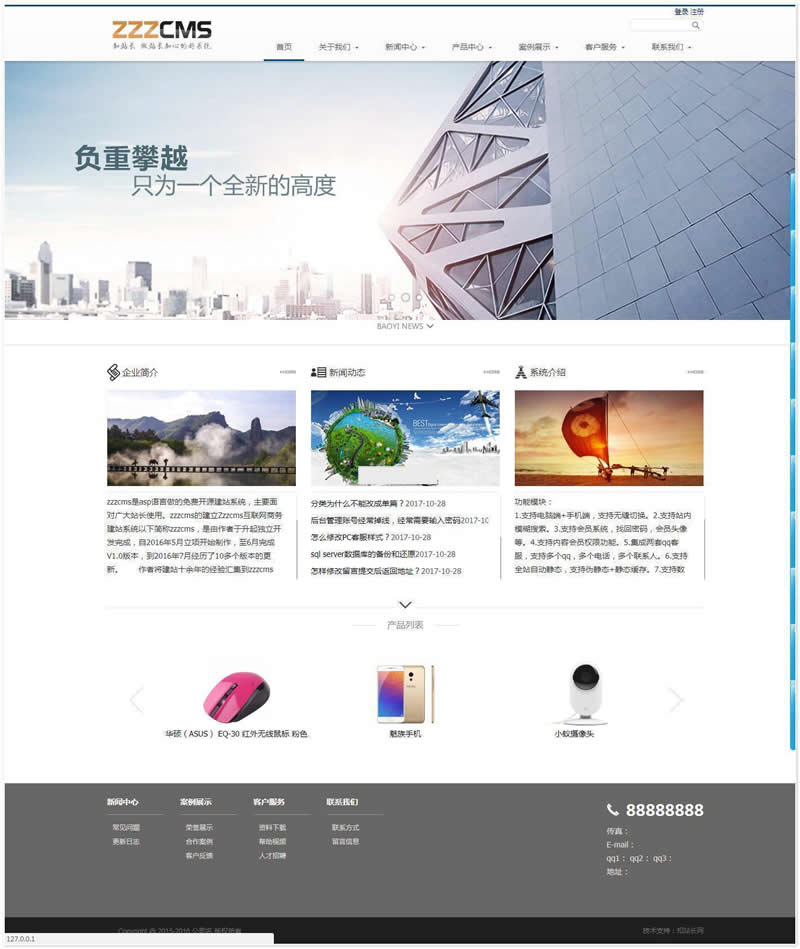 登录 注册
ZZZCMS
首页 关于我们 新闻中心 产品中心 案例展示 客户服务 联系我们
负重攀越
只为一个全新的高度
BAOYI NEWS
企业简介
zzzcms是asp语言做的免费开源建站系统，主要面
对广大站长使用。zzzcms的建立Zzzcms互联网商务
建站系统以下简称zzzcms，是由作者于升起独立开
发完成，自2016年5月立项开始制作，至6月完成
V1.0版本，到2016年7月经历了10多个版本的更
新。 作者将建站十余年的经验汇集到zzzcms
新闻动态
BEST
分类为什么不能改成单篇？2017-10-28
后台管理账号经常掉线，经常需要输入密码2017-10
怎么修改PC客服样式？2017-10-28
sql server数据库的备份和还原2017-10-28
怎样修改留言提交后返回地址？2017-10-28
系统介绍
功能模块：
1.支持电脑端+手机端，支持无缝切换。2.支持站内
模糊搜索。3.支持会员系统，找回密码，会员头像
等。4.支持内容会员权限功能。5.集成两套qq客
服，支持多个qq，多个电话，多个联系人。6.支持
全站自动静态，支持伪静态+静态缓存。7.支持数
产品列表
华硕（ASUS） EQ-30 红外无线鼠标 粉色
魅族手机
小蚁摄像头
新闻中心 案例展示 客户服务 联系我们
常见问题 荣誉展示 资料下载 联系方式
更新日志 合作案例 帮助视频 留言信息
客户反馈 人才招聘
88888888
传真：
E-mail：
qq1： qq2： qq3：
地址：
Copyright @ 2015-2016 公司名 版权所有
技术支持：知站长网
127.0.0.1